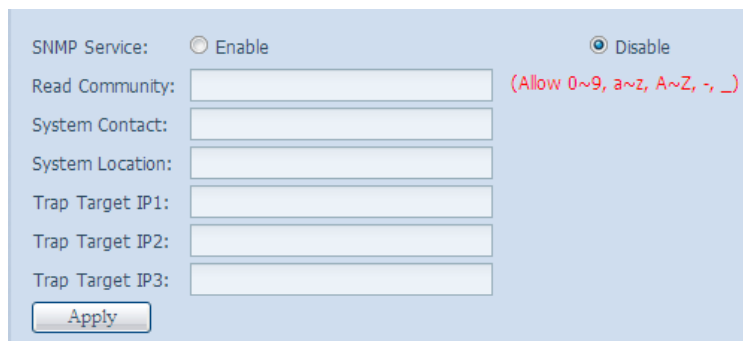 SNMP Service: Enable Disable
Read Community: (Allow 0~9, a~z, A~Z, -, _)
System Contact:
System Location:
Trap Target IP1:
Trap Target IP2:
Trap Target IP3:
Apply